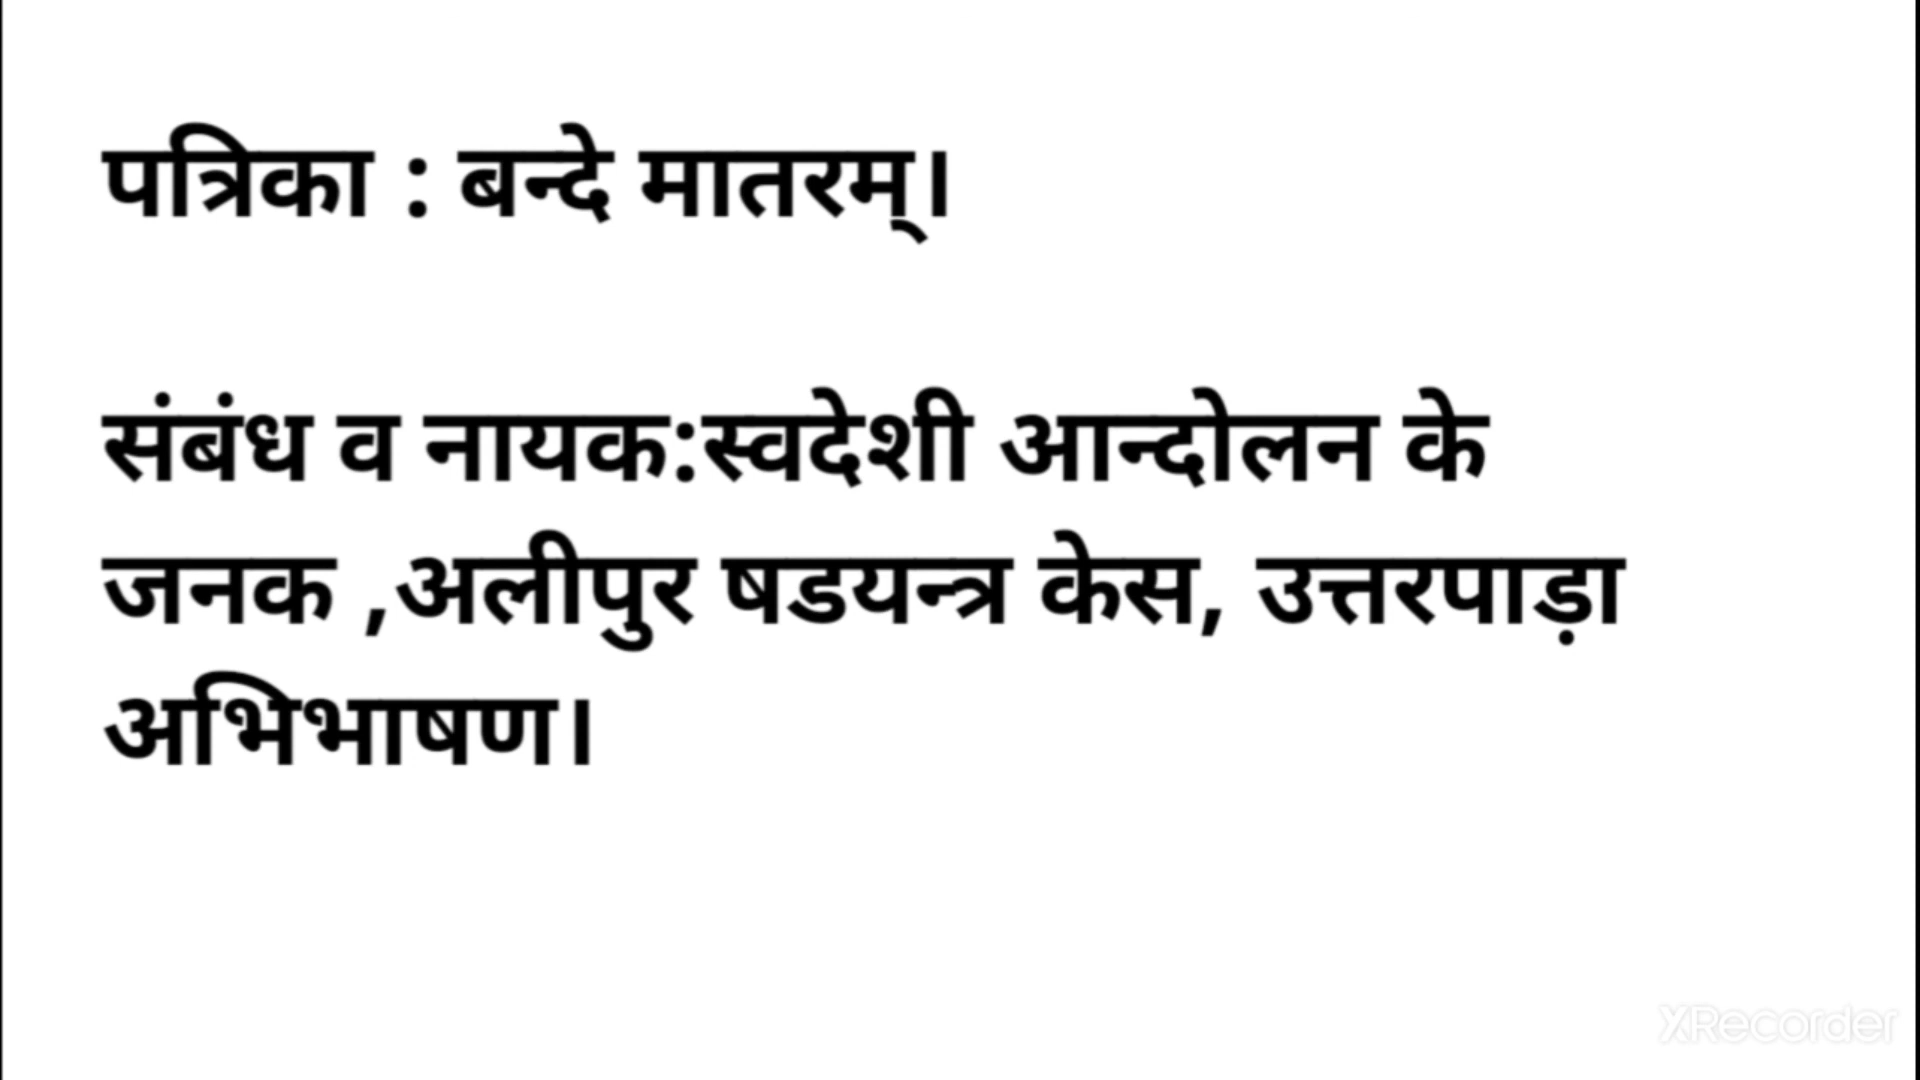 पत्रिका : बन्दे मातरम्।
संबंध व नायक:स्वदेशी आन्दोलन के
जनक ,अलीपुर षडयन्त्र केस, उत्तरपाड़ा
अभिभाषण।
XRecorder